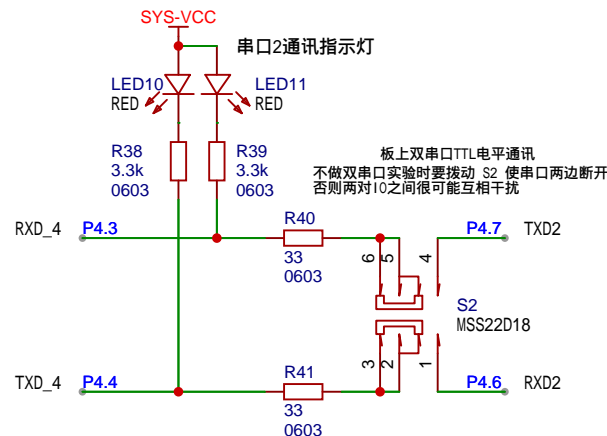 SYS-VCC
串口2通讯指示灯
LED10
RED
LED11
RED
R38
3.3k
0603
R39
3.3k
0603
板上双串口TTL电平通讯
不做双串口实验时要拨动 S2 使串口两边断开
否则两对IO之间很可能互相干扰
RXD_4
P4.3
R40
33
0603
P4.7
TXD2
6
5
4
S2
MSS22D18
3
2
1
TXD_4
P4.4
R41
33
0603
P4.6
RXD2